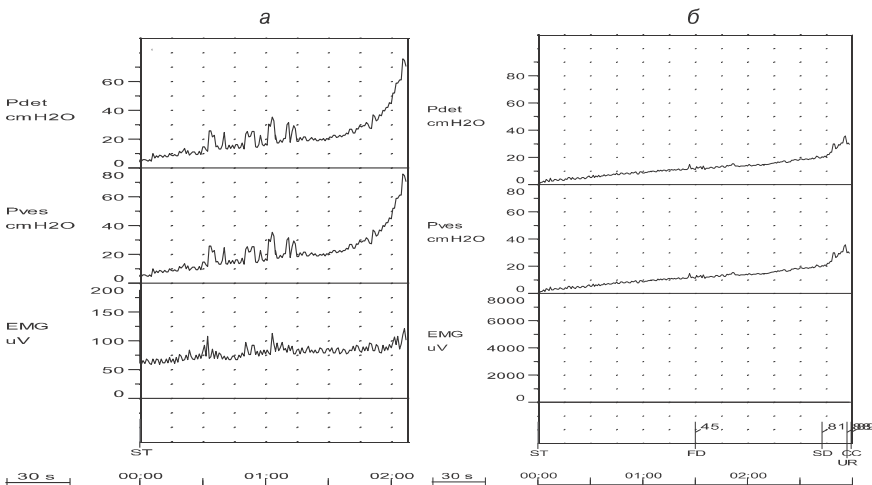 а
60
Pdet
cmH2O
40
20
0
80
Pves
cmH2O
60
40
20
0
200
150
EMG
uV
100
50
0
ST
30 s
00:00
01:00
02:00
б
80
60
Pdet
cmH2O
40
20
0
80
60
Pves
cmH2O
40
20
0
8000
6000
EMG
uV
4000
2000
0
45
81
ST
FD
SD
CC
UR
30 s
00:00
01:00
02:00